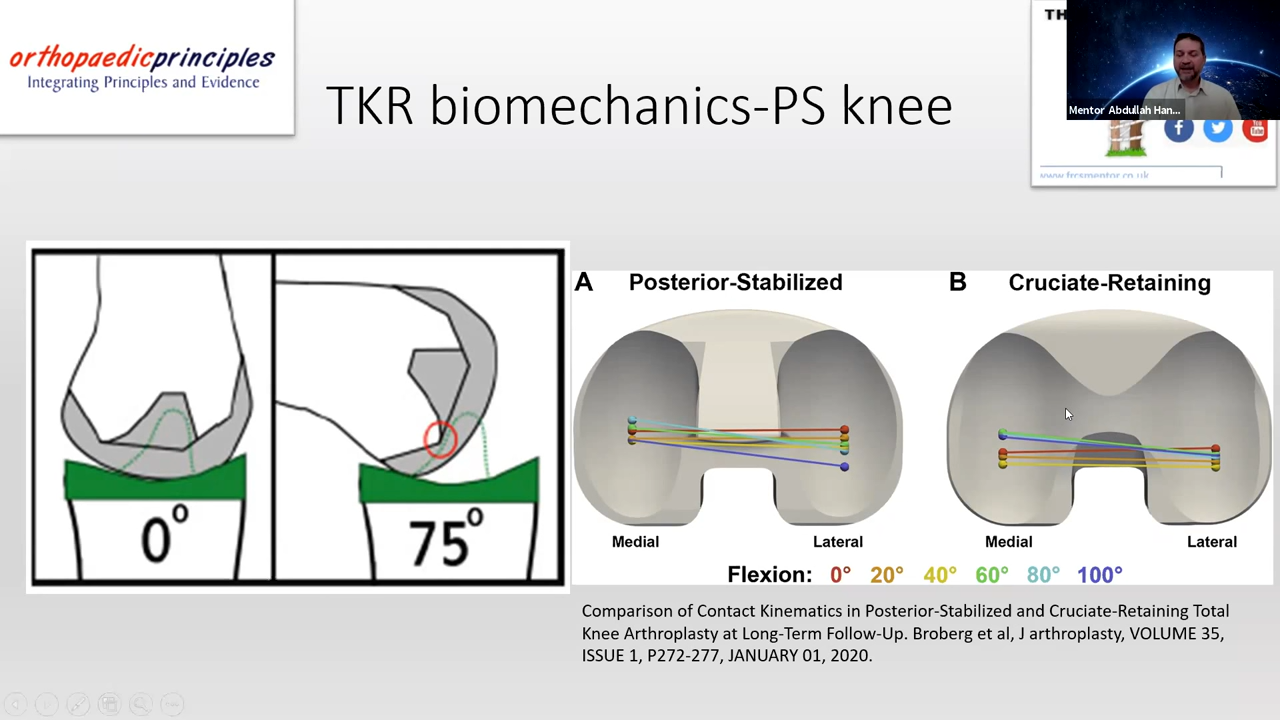 orthopaedicprinciples
Integrating Principles and Evidence
TH
Mentor Abdullah Han...
www.frcsmentor.co.uk
TKR biomechanics-PS knee
0°
75°
A Posterior-Stabilized
B Cruciate-Retaining
Medial Lateral
Medial Lateral
Flexion: 0° 20° 40° 60° 80° 100°
Comparison of Contact Kinematics in Posterior-Stabilized and Cruciate-Retaining Total
Knee Arthroplasty at Long-Term Follow-Up. Broberg et al, J arthroplasty, VOLUME 35,
ISSUE 1, P272-277, JANUARY 01, 2020.